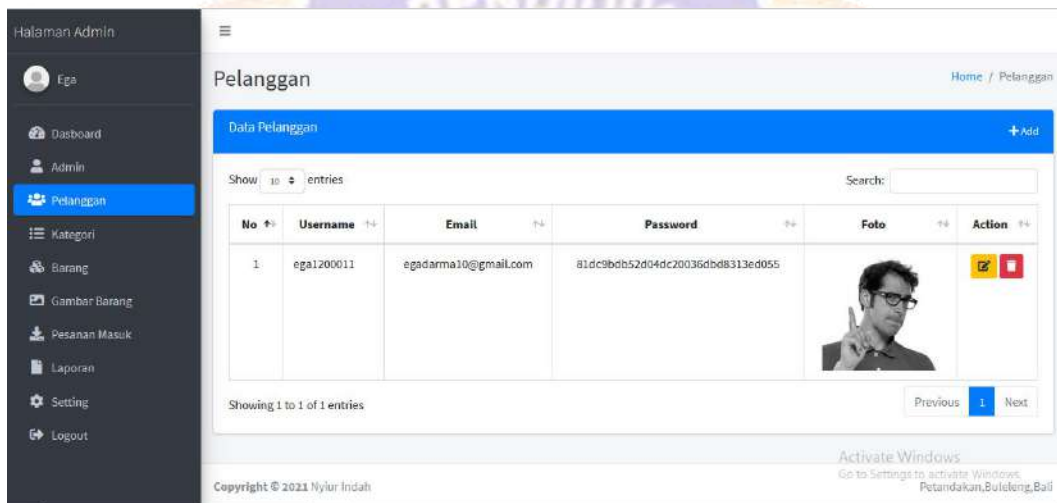 Halaman Admin
Ega
Dasboard
Admin
Pelanggan
Kategori
Barang
Gambar Barang
Pesanan Masuk
Laporan
Setting
Logout
Pelanggan
Home / Pelanggan
Data Pelanggan
+ Add
Show 10 entries
Search:
No Username Email Password Foto Action
1 ega1200011 egadarma10@gmail.com 81dc9bdb52d04dc20036dbd8313ed055
Showing 1 to 1 of 1 entries
Previous 1 Next
Activate Windows
Go to Settings to activate Windows.
Copyright © 2021 Nyiur Indah
Petandakan,Buleleng,Bali